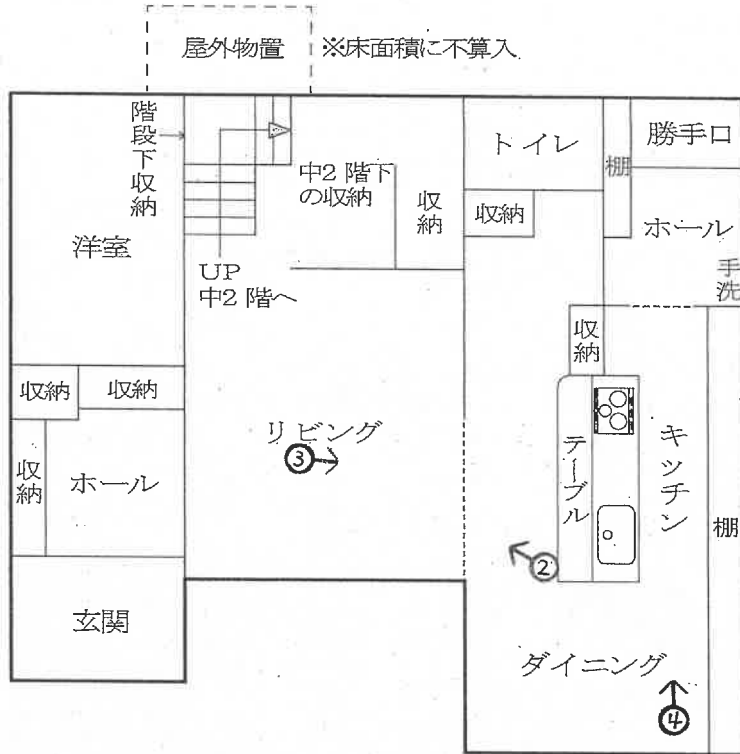 屋外物置 ※床面積に不算入
階段下収納
トイレ
棚
勝手口
中2階下
の収納
収納
収納
洋室
ホール
手洗
UP
中2階へ
収納
収納
収納
リビング
③
テーブル
キッチン
収納
ホール
棚
②
玄関
ダイニング
④